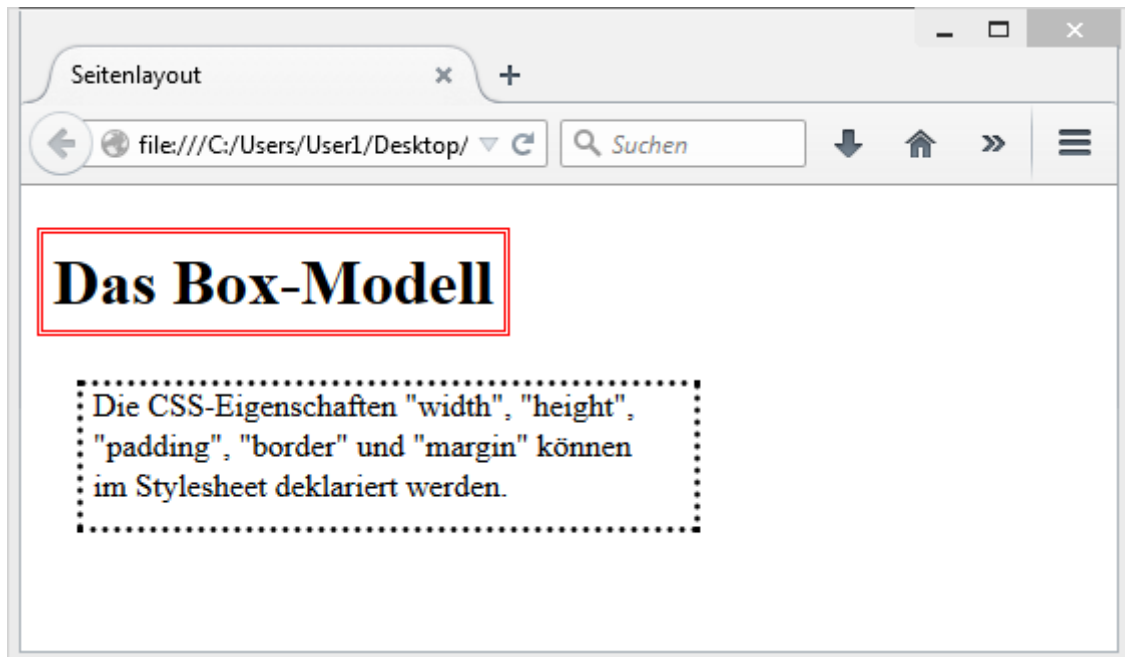 Seitenlayout
file:///C:/Users/User1/Desktop/
Suchen
Das Box-Modell
Die CSS-Eigenschaften "width", "height",
"padding", "border" und "margin" können
im Stylesheet deklariert werden.